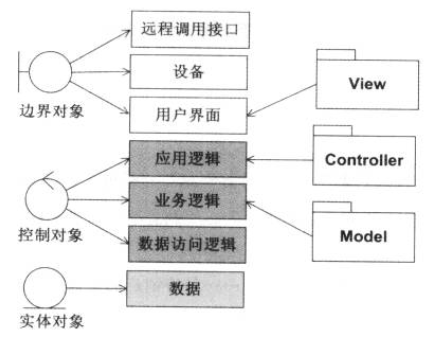 远程调用接口
设备
边界对象
用户界面
View
应用逻辑
Controller
业务逻辑
控制对象
数据访问逻辑
Model
数据
实体对象